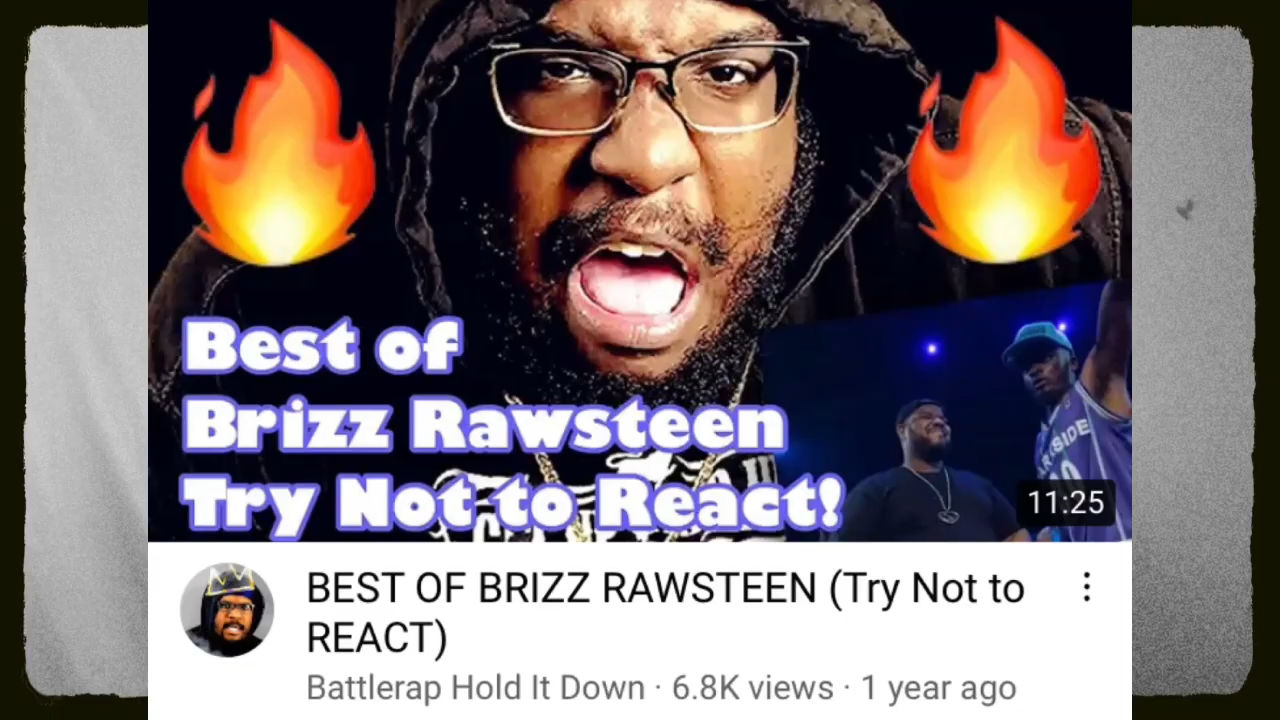 Best of
Brizz Rawsteen
Try Not to React!
11:25
BEST OF BRIZZ RAWSTEEN (Try Not to
REACT)
Battlerap Hold It Down · 6.8K views · 1 year ago